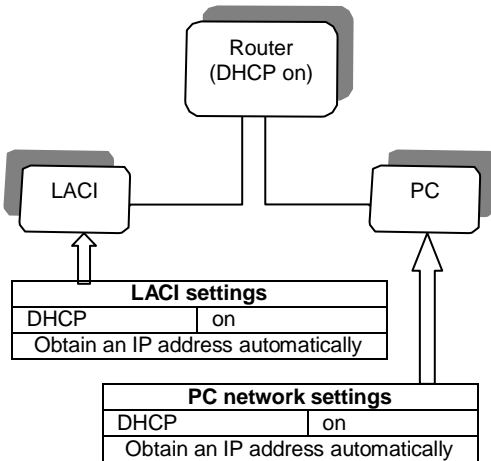 Router
(DHCP on)
LACI
PC
LACI settings
DHCP on
Obtain an IP address automatically
PC network settings
DHCP on
Obtain an IP address automatically